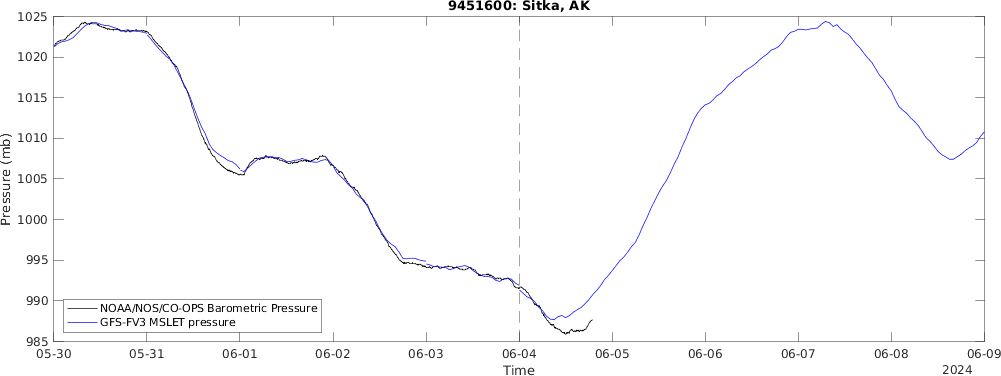 9451600: Sitka, AK
Pressure (mb)
1025
1020
1015
1010
1005
1000
995
990
985
NOAA/NOS/CO-OPS Barometric Pressure
GFS-FV3 MSLET pressure
05-30 05-31 06-01 06-02 06-03 06-04 06-05 06-06 06-07 06-08 06-09
Time
2024